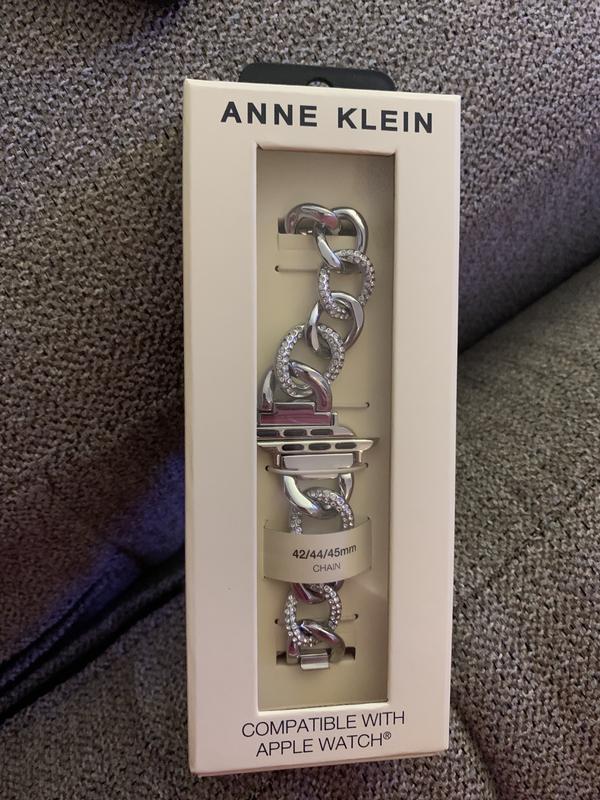 ANNE KLEIN
42/44/45mm
CHAIN
COMPATIBLE WITH
APPLE WATCH®